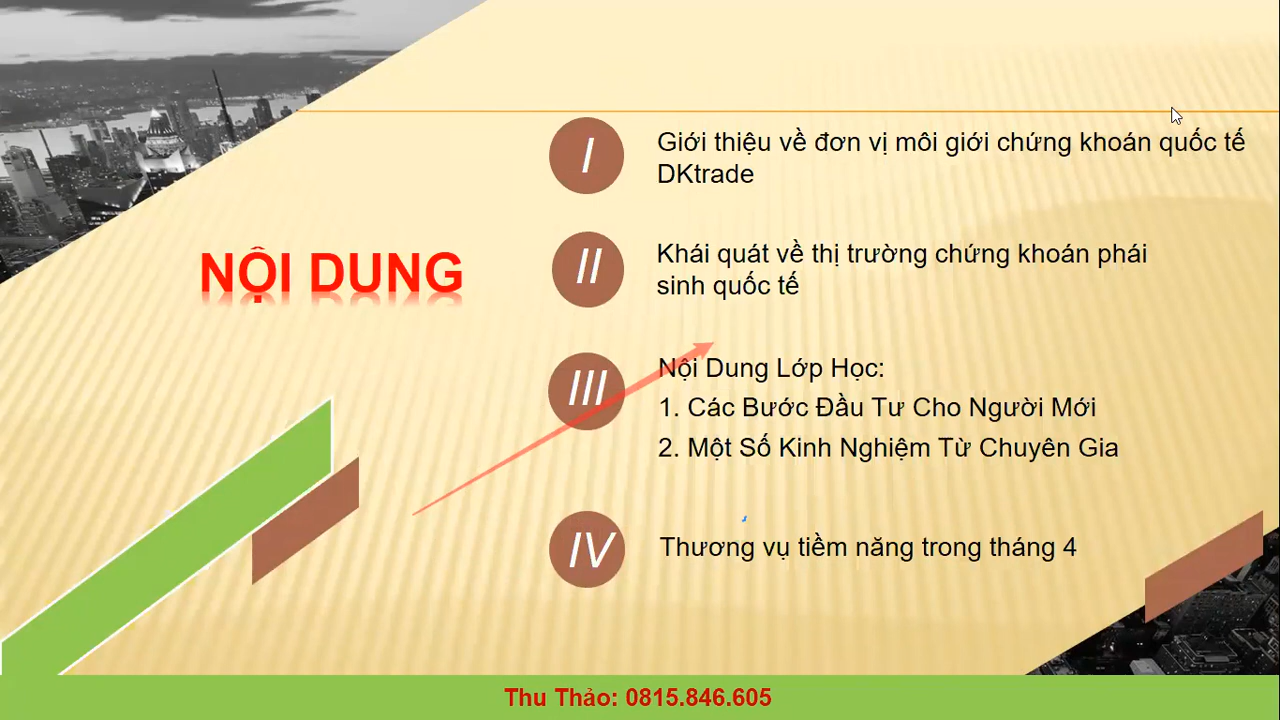 NỘI DUNG
I
Giới thiệu về đơn vị môi giới chứng khoán quốc tế
DKtrade
II
Khái quát về thị trường chứng khoán phái
sinh quốc tế
III
Nội Dung Lớp Học:
1. Các Bước Đầu Tư Cho Người Mới
2. Một Số Kinh Nghiệm Từ Chuyên Gia
IV
Thương vụ tiềm năng trong tháng 4
Thu Thảo: 0815.846.605